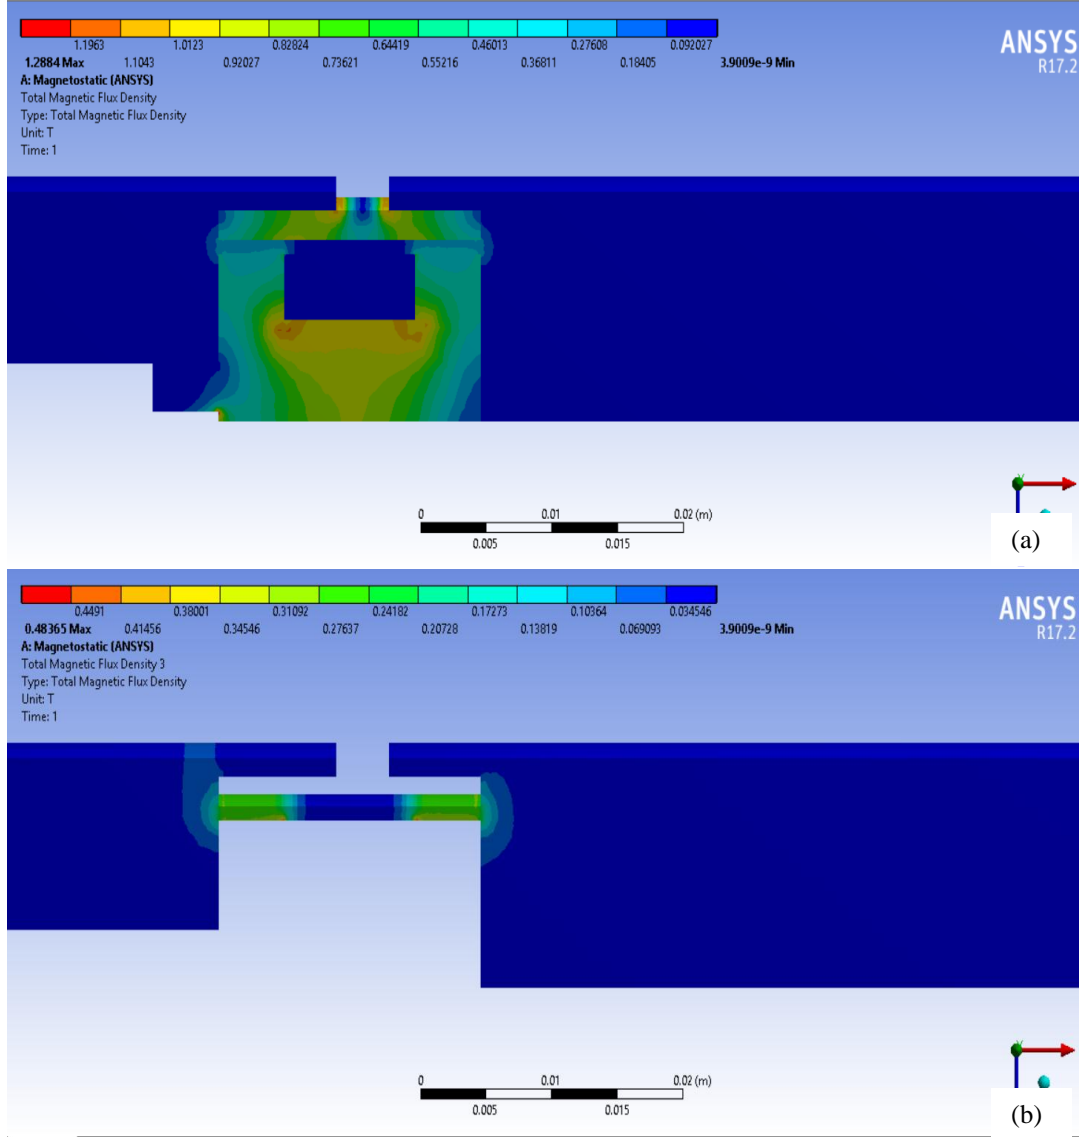 1.1963 1.0123 0.82824 0.64419 0.46013 0.27608 0.092027
1.2884 Max 1.1043 0.92027 0.73621 0.55216 0.36811 0.18405 3.9009e-9 Min
A: Magnetostatic (ANSYS)
Total Magnetic Flux Density
Type: Total Magnetic Flux Density
Unit: T
Time: 1
ANSYS
R17.2
Y
0 0.01 0.02 (m)
0.005 0.015
(a)
0.4491 0.38001 0.31092 0.24182 0.17273 0.10364 0.034546
0.48365 Max 0.41456 0.34546 0.27637 0.20728 0.13819 0.069093 3.9009e-9 Min
A: Magnetostatic (ANSYS)
Total Magnetic Flux Density 3
Type: Total Magnetic Flux Density
Unit: T
Time: 1
ANSYS
R17.2
Y
0 0.01 0.02 (m)
0.005 0.015
(b)